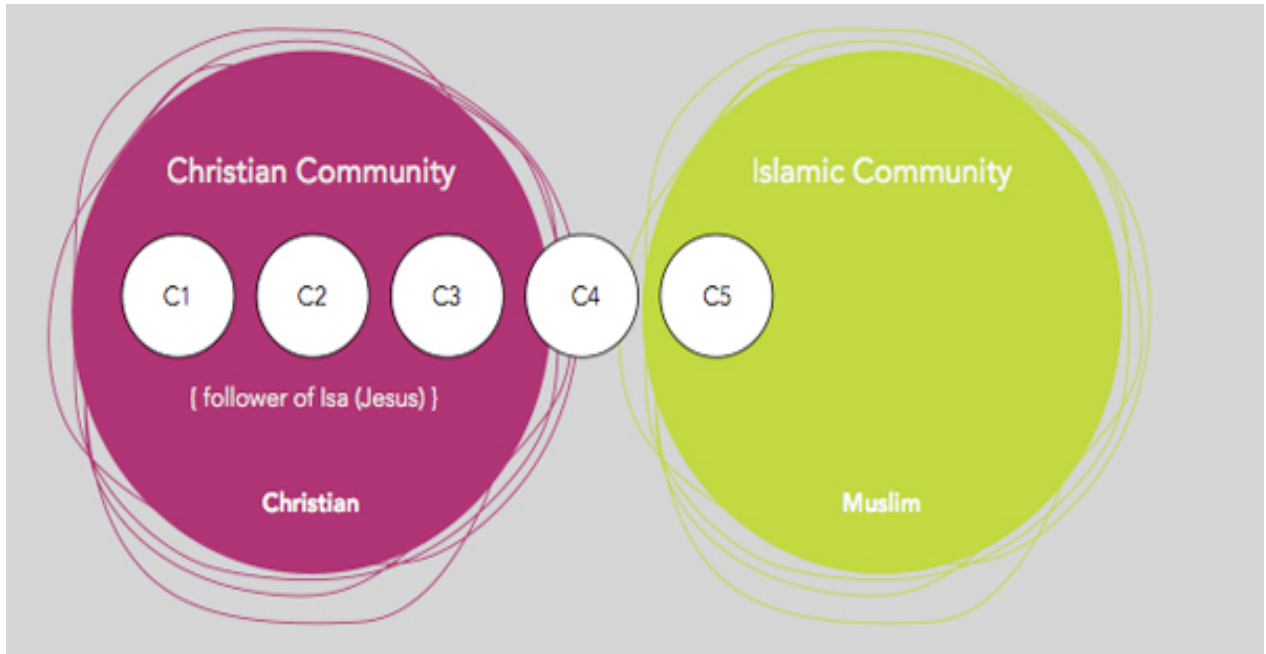 Christian Community
Islamic Community
C1 C2 C3 C4 C5
{ follower of Isa (Jesus) }
Christian
Muslim